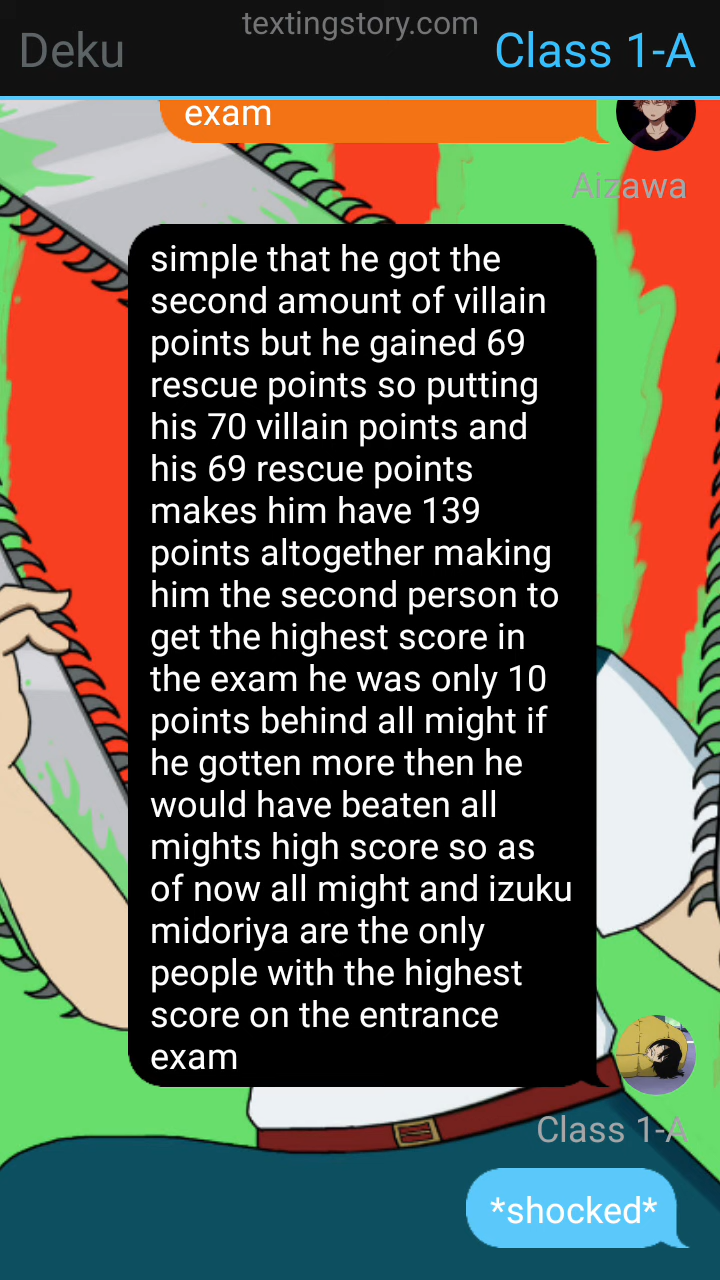 textingstory.com
Deku
Class 1-A
exam
Aizawa
simple that he got the
second amount of villain
points but he gained 69
rescue points so putting
his 70 villain points and
his 69 rescue points
makes him have 139
points altogether making
him the second person to
get the highest score in
the exam he was only 10
points behind all might if
he gotten more then he
would have beaten all
mights high score so as
of now all might and izuku
midoriya are the only
people with the highest
score on the entrance
exam
Class 1-A
*shocked*